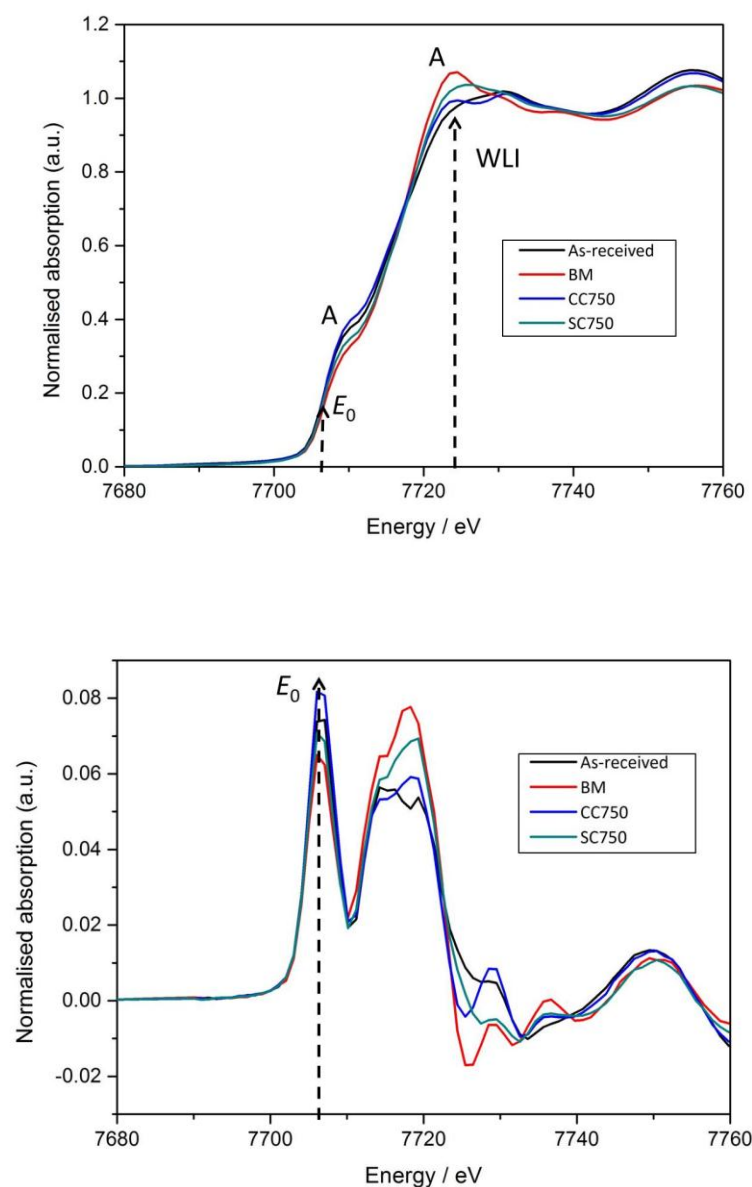 1.2
1.0
0.8
0.6
0.4
0.2
0.0
Normalised absorption (a.u.)
A
A
WLI
E0
As-received
BM
CC750
SC750
7680 7700 7720 7740 7760
Energy / eV
0.08
0.06
0.04
0.02
0.00
-0.02
Normalised absorption (a.u.)
E0
As-received
BM
CC750
SC750
7680 7700 7720 7740 7760
Energy / eV